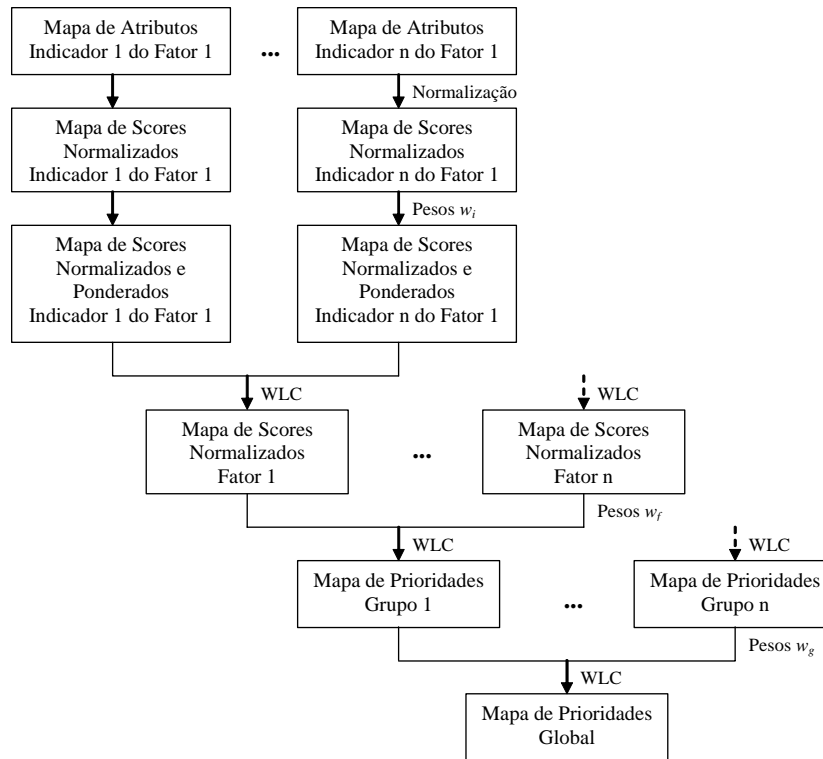 Mapa de Atributos
Indicador 1 do Fator 1
...
Mapa de Atributos
Indicador n do Fator 1
Normalização
Mapa de Scores
Normalizados
Indicador 1 do Fator 1
Mapa de Scores
Normalizados
Indicador n do Fator 1
Pesos wi
Mapa de Scores
Normalizados e
Ponderados
Indicador 1 do Fator 1
Mapa de Scores
Normalizados e
Ponderados
Indicador n do Fator 1
WLC
WLC
Mapa de Scores
Normalizados
Fator 1
...
Mapa de Scores
Normalizados
Fator n
Pesos wf
WLC
WLC
Mapa de Prioridades
Grupo 1
...
Mapa de Prioridades
Grupo n
Pesos wg
WLC
Mapa de Prioridades
Global